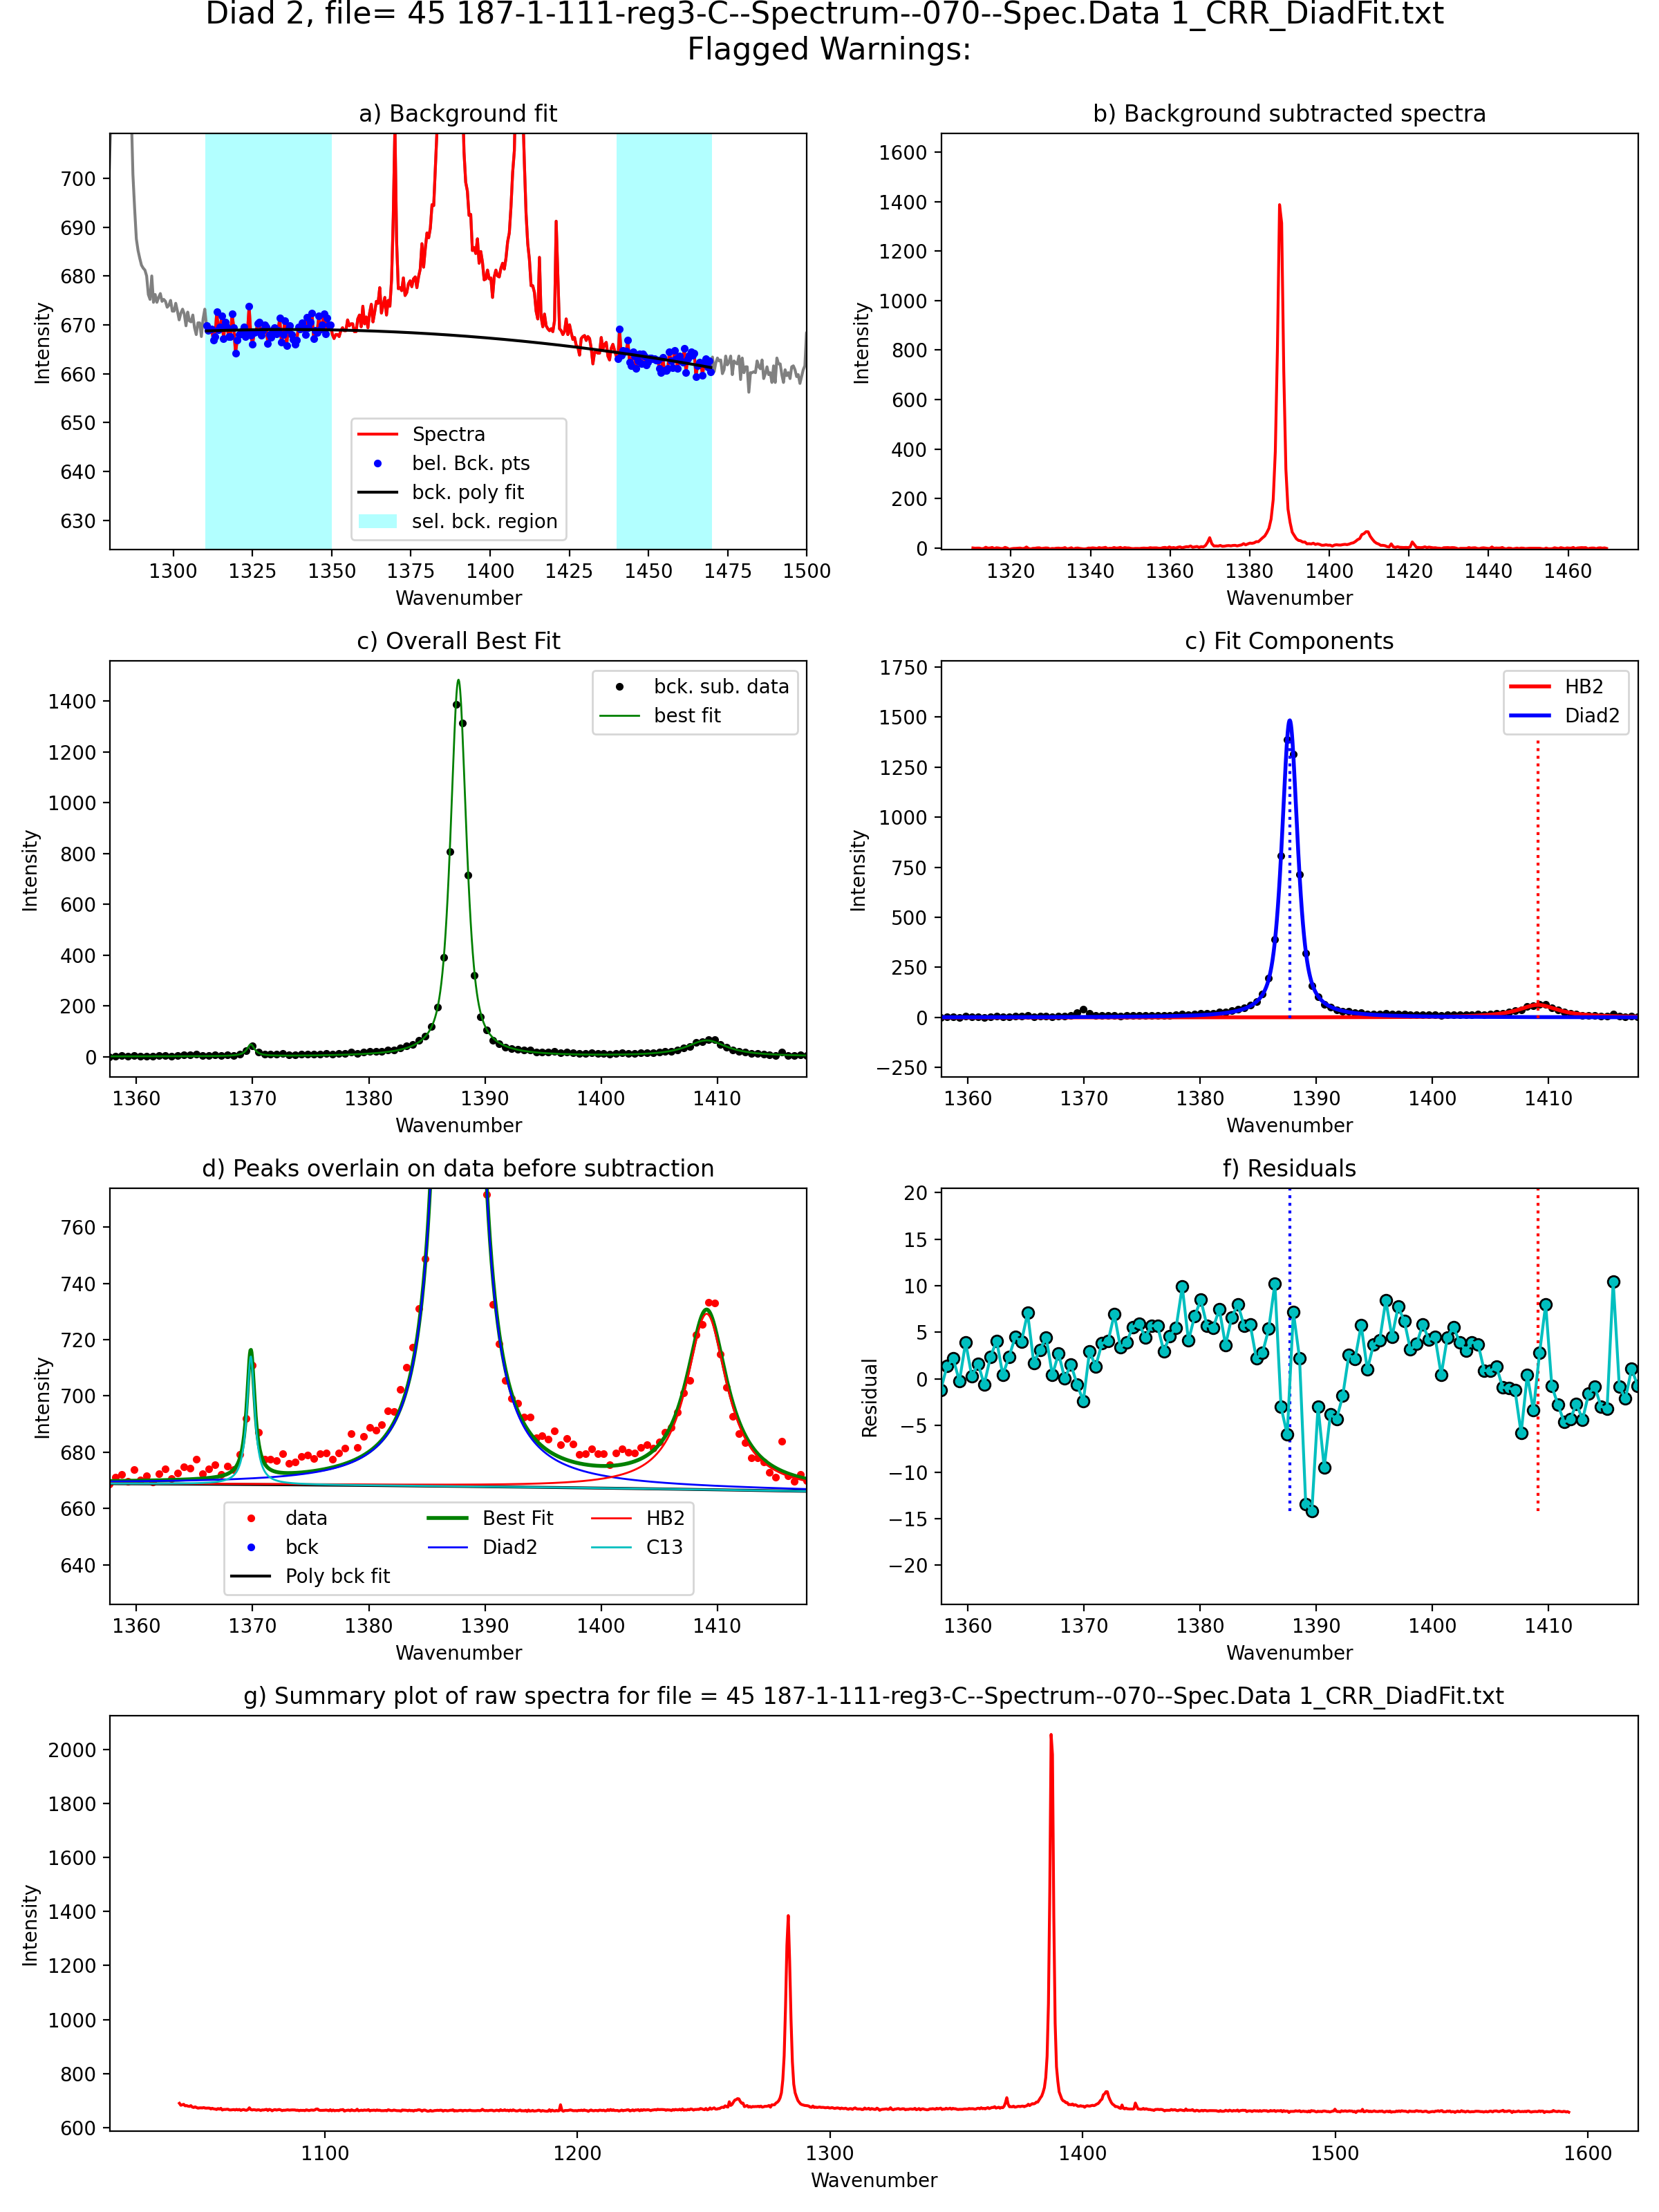 Diad 2, file= 45 187-1-111-reg3-C--Spectrum--070--Spec.Data 1_CRR_DiadFit.txt
Flagged Warnings:
a) Background fit
700
690
680
670
660
650
640
630
Intensity
Spectra
bel. Bck. pts
bck. poly fit
sel. bck. region
1300 1325 1350 1375 1400 1425 1450 1475 1500
Wavenumber
b) Background subtracted spectra
1600
1400
1200
1000
800
600
400
200
0
Intensity
1320 1340 1360 1380 1400 1420 1440 1460
Wavenumber
c) Overall Best Fit
1400
1200
1000
800
600
400
200
0
Intensity
bck. sub. data
best fit
1360 1370 1380 1390 1400 1410
Wavenumber
c) Fit Components
1750
1500
1250
1000
750
500
250
0
−250
Intensity
HB2
Diad2
1360 1370 1380 1390 1400 1410
Wavenumber
d) Peaks overlain on data before subtraction
760
740
720
700
680
660
640
Intensity
data
bck
Poly bck fit
Best Fit
Diad2
HB2
C13
1360 1370 1380 1390 1400 1410
Wavenumber
f) Residuals
20
15
10
5
0
−5
−10
−15
−20
Residual
1360 1370 1380 1390 1400 1410
Wavenumber
g) Summary plot of raw spectra for file = 45 187-1-111-reg3-C--Spectrum--070--Spec.Data 1_CRR_DiadFit.txt
2000
1800
1600
1400
1200
1000
800
600
Intensity
1100 1200 1300 1400 1500 1600
Wavenumber